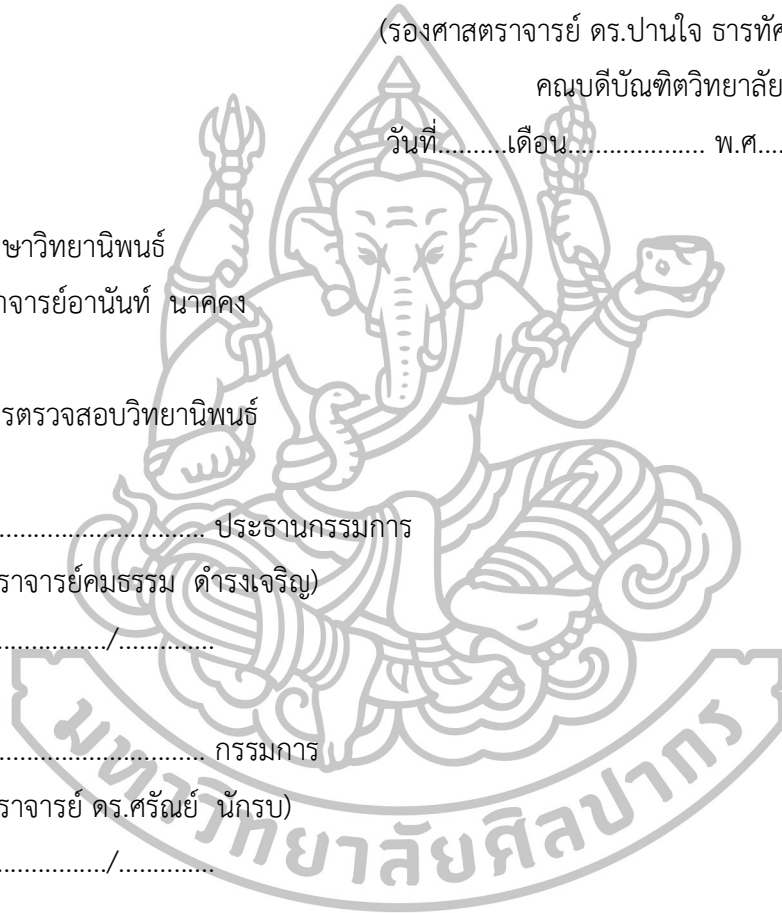 (รองศาสตราจารย์ ดร.ปานใจ ธารทัศ
คณบดีบัณฑิตวิทยาลัย
วันที่..........เดือน.................... พ.ศ....
ษาวิทยานิพนธ์
าจารย์อานันท์ นาคคง
รตรวจสอบวิทยานิพนธ์
.............................. ประธานกรรมการ
ราจารย์คมธรรม ดำรงเจริญ)
................/..............
.............................. กรรมการ
ราจารย์ ดร.ศรัณย์ นักรบ)
................/..............
มหาวิทยาลัยศิลปากร